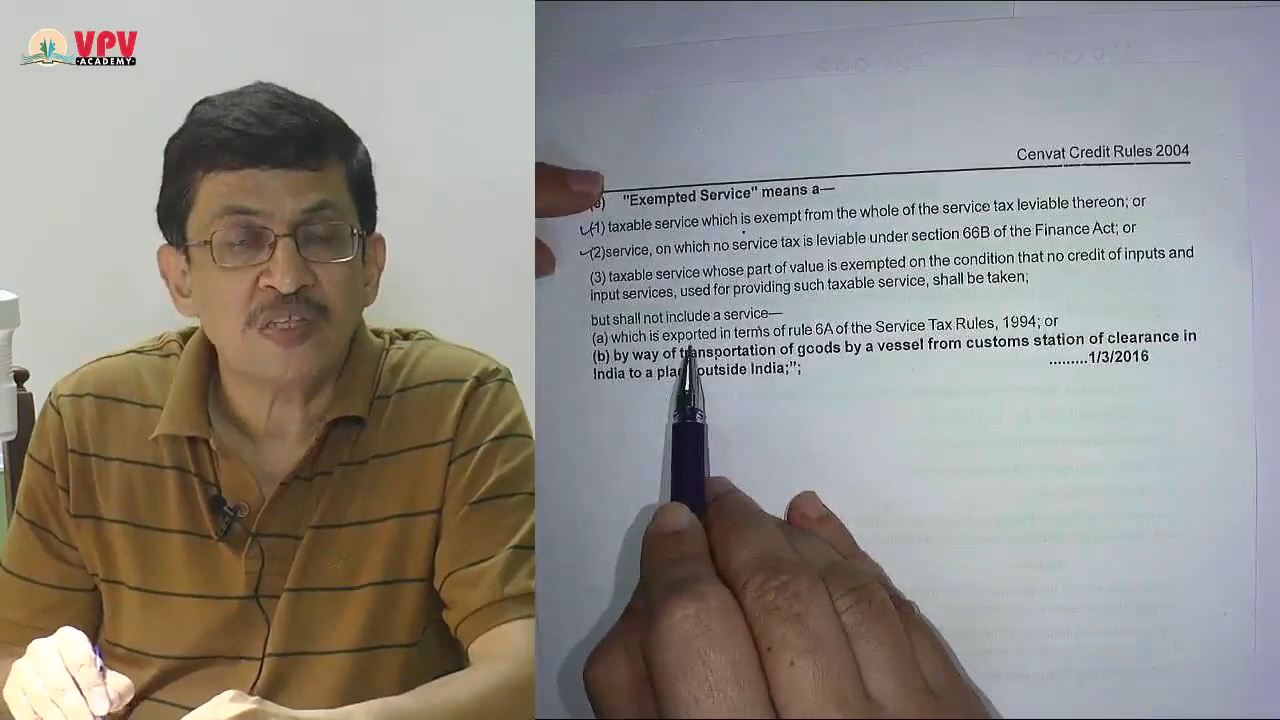 VPV
ACADEMY
Cenvat Credit Rules 2004
(e) "Exempted Service" means a—
(1) taxable service which is exempt from the whole of the service tax leviable thereon; or
(2)service, on which no service tax is leviable under section 66B of the Finance Act; or
(3) taxable service whose part of value is exempted on the condition that no credit of inputs and
input services, used for providing such taxable service, shall be taken;
but shall not include a service—
(a) which is exported in terms of rule 6A of the Service Tax Rules, 1994; or
(b) by way of transportation of goods by a vessel from customs station of clearance in
India to a place outside India;";
.........1/3/2016